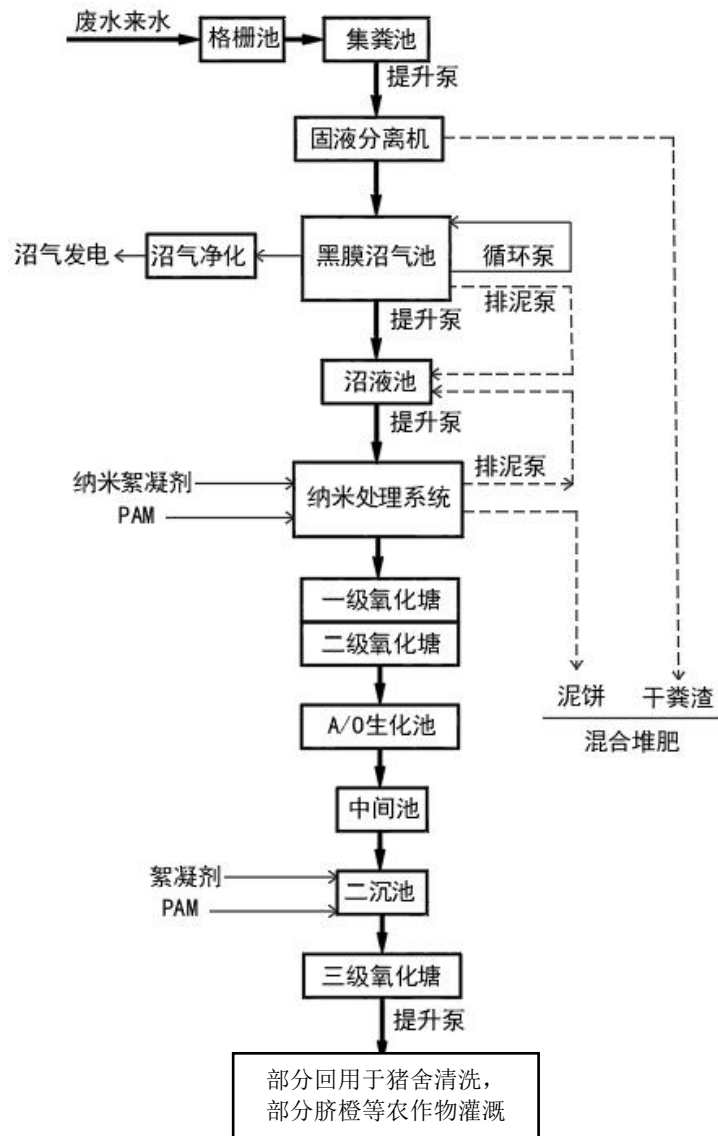 废水来水
格栅池
集粪池
提升泵
固液分离机
沼气发电
沼气净化
黑膜沼气池
循环泵
提升泵
排泥泵
沼液池
提升泵
纳米絮凝剂
PAM
纳米处理系统
排泥泵
一级氧化塘
二级氧化塘
泥饼
干粪渣
混合堆肥
A/O生化池
中间池
絮凝剂
PAM
二沉池
三级氧化塘
提升泵
部分回用于猪舍清洗，
部分脐橙等农作物灌溉